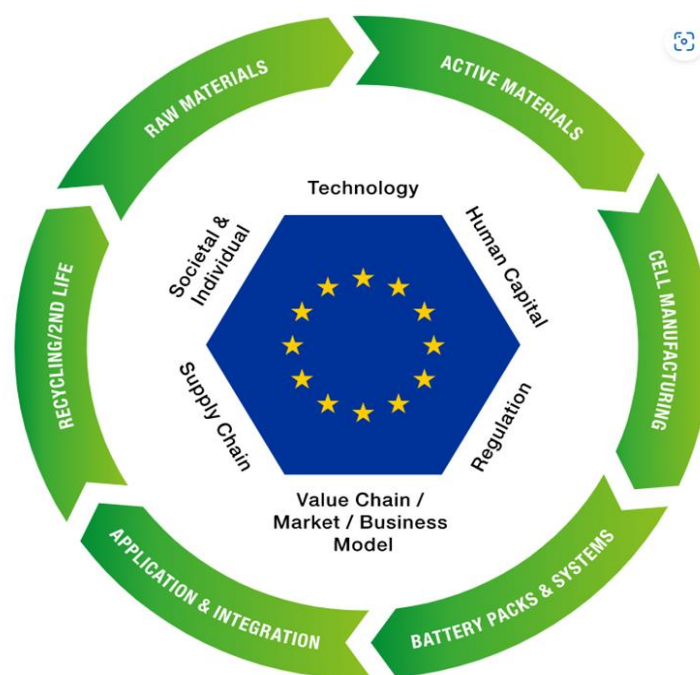 RAW MATERIALS
ACTIVE MATERIALS
CELL MANUFACTURING
BATTERY PACKS & SYSTEMS
APPLICATION & INTEGRATION
RECYCLING/2ND LIFE
Technology
Human Capital
Regulation
Value Chain /
Market / Business
Model
Supply Chain
Societal &
Individual